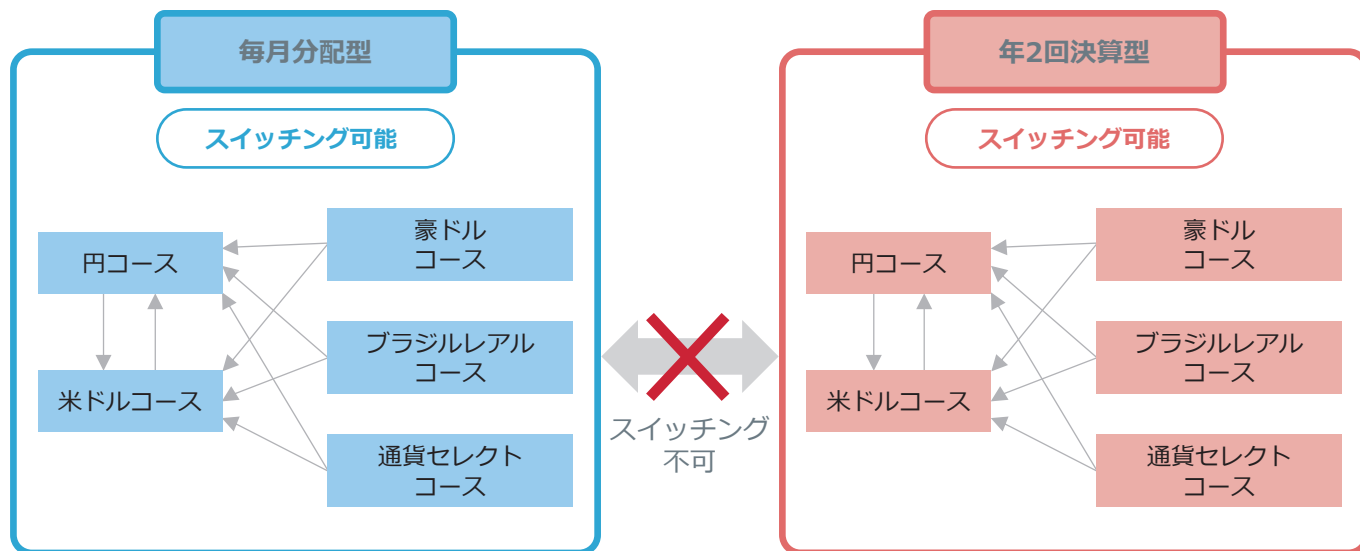 毎月分配型
スイッチング可能
円コース
米ドルコース
豪ドル
コース
ブラジルレアル
コース
通貨セレクト
コース
スイッチング
不可
年2回決算型
スイッチング可能
円コース
米ドルコース
豪ドル
コース
ブラジルレアル
コース
通貨セレクト
コース